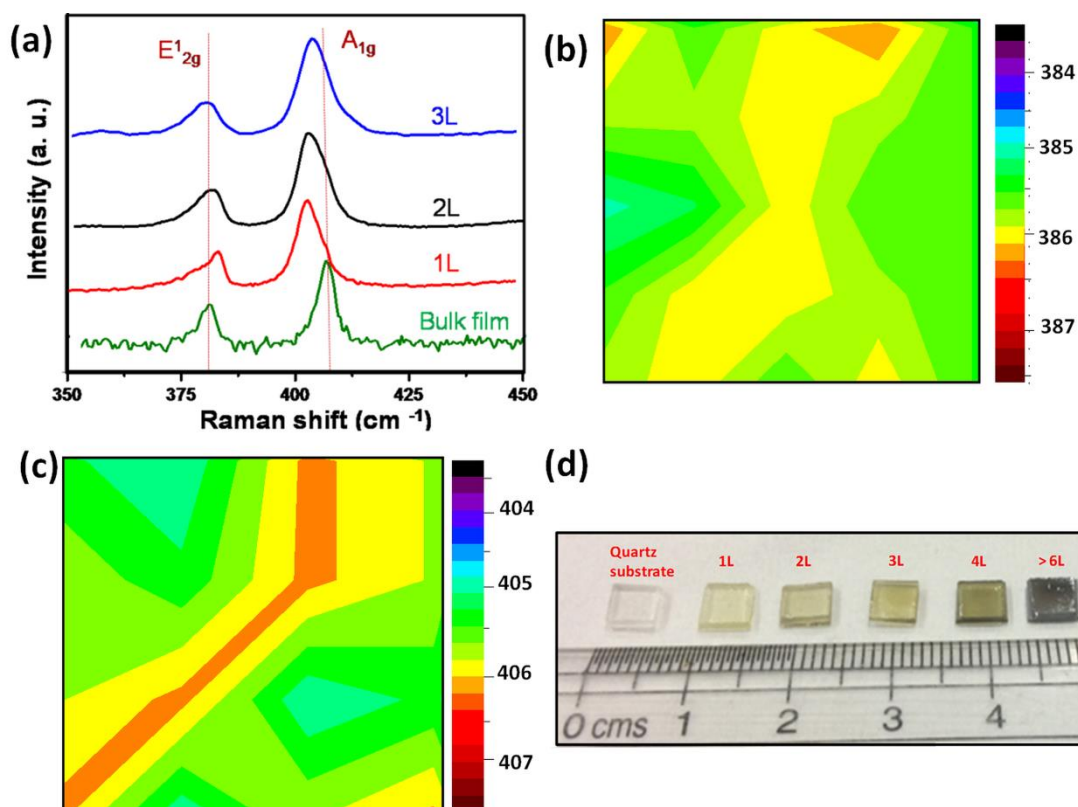 (a)
E¹2g
A1g
3L
2L
1L
Bulk film
Intensity (a. u.)
350 375 400 425 450
Raman shift (cm ⁻¹)
(b)
384
385
386
387
(c)
404
405
406
407
(d)
Quartz
substrate
1L 2L 3L 4L >6L
0 cms 1 2 3 4